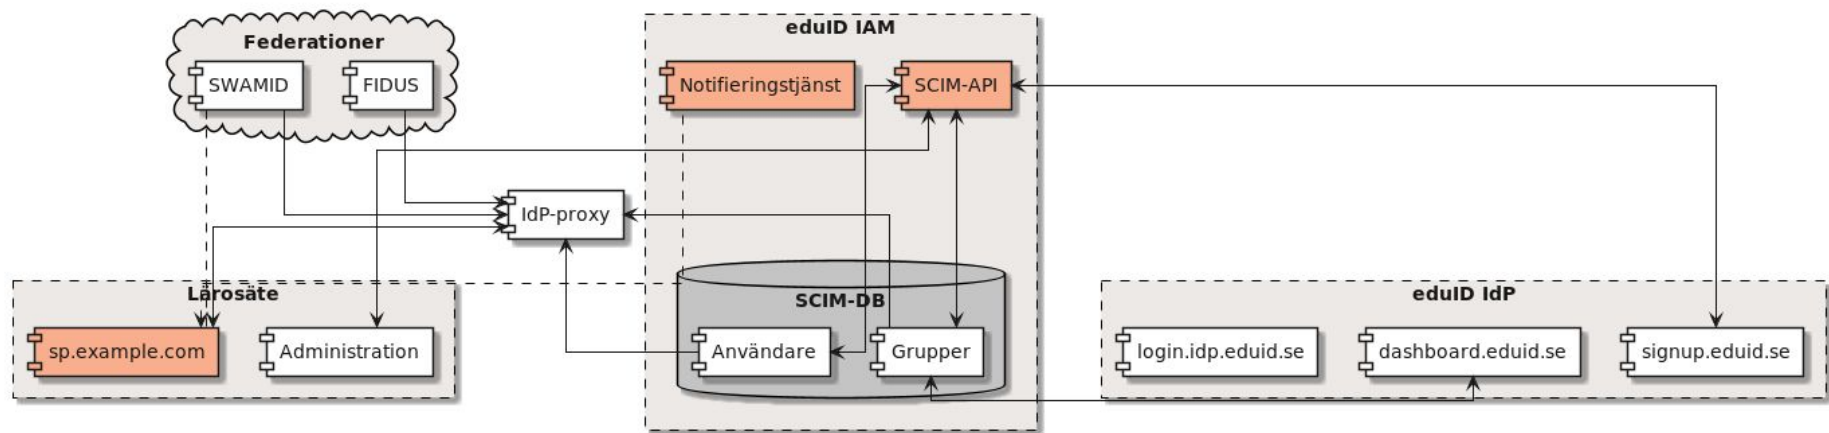 Federationer
SWAMID
FIDUS
eduID IAM
Notifieringstjänst
SCIM-API
IdP-proxy
Lärosäte
sp.example.com
Administration
SCIM-DB
Användare
Grupper
eduID IdP
login.idp.eduid.se
dashboard.eduid.se
signup.eduid.se